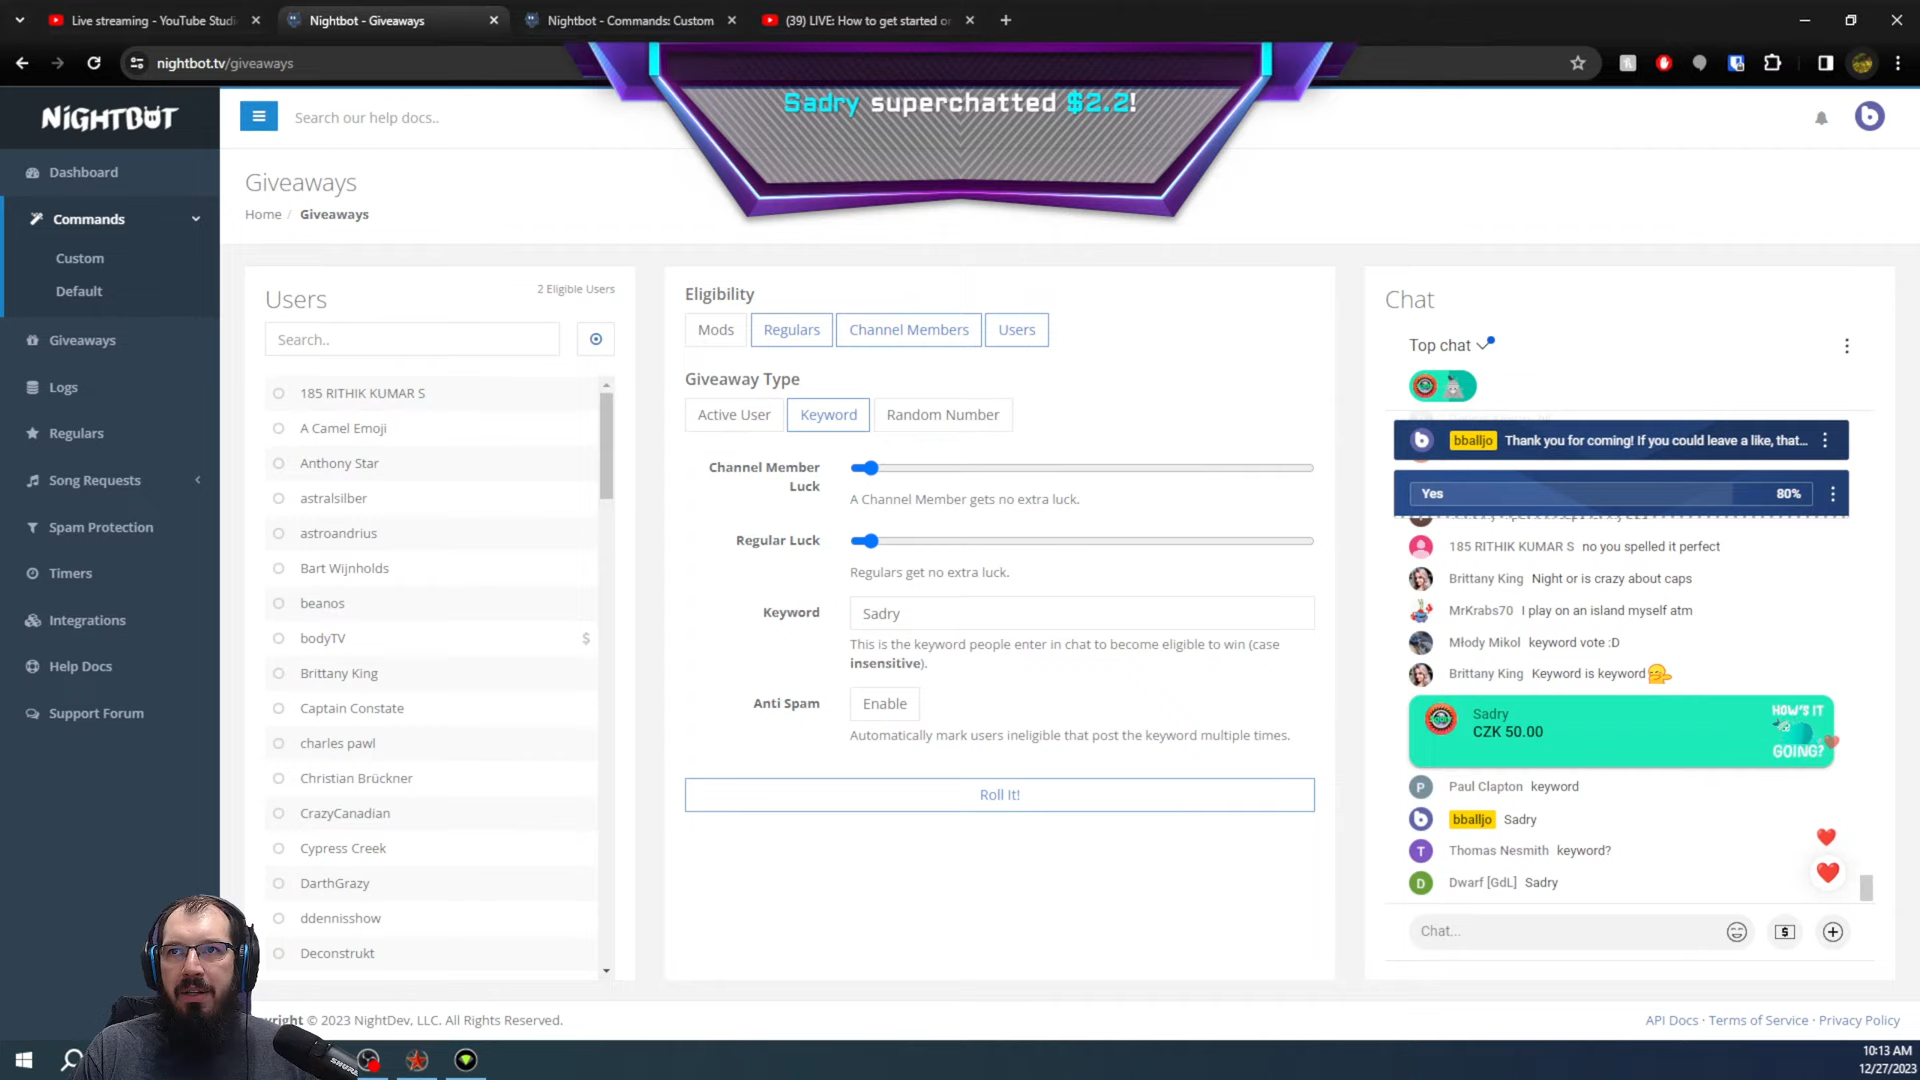 Live streaming - YouTube Studi
Nightbot - Giveaways
Nightbot - Commands: Custom
(39) LIVE: How to get started or
nightbot.tv/giveaways
Sadry superchatted $2.2!
NiGHTBOT
Search our help docs..
Dashboard
Commands
Custom
Default
Giveaways
Logs
Regulars
Song Requests
Spam Protection
Timers
Integrations
Help Docs
Support Forum
Giveaways
Home / Giveaways
Users
2 Eligible Users
Search..
185 RITHIK KUMAR S
A Camel Emoji
Anthony Star
astralsilber
astroandrius
Bart Wijnholds
beanos
bodyTV $
Brittany King
Captain Constate
charles pawl
Christian Brückner
CrazyCanadian
Cypress Creek
DarthGrazy
ddennisshow
Deconstrukt
Eligibility
Mods Regulars Channel Members Users
Giveaway Type
Active User Keyword Random Number
Channel Member
Luck
A Channel Member gets no extra luck.
Regular Luck
Regulars get no extra luck.
Keyword
Sadry
This is the keyword people enter in chat to become eligible to win (case
insensitive).
Anti Spam
Enable
Automatically mark users ineligible that post the keyword multiple times.
Roll It!
Chat
Top chat
bballjo Thank you for coming! If you could leave a like, that...
Yes 80%
185 RITHIK KUMAR S no you spelled it perfect
Brittany King Night or is crazy about caps
MrKrabs70 I play on an island myself atm
Młody Mikol keyword vote :D
Brittany King Keyword is keyword
Sadry
CZK 50.00
HOW'S IT
GOING?
P Paul Clapton keyword
b bballjo Sadry
T Thomas Nesmith keyword?
D Dwarf [GdL] Sadry
Chat...
yright © 2023 NightDev, LLC. All Rights Reserved.
API Docs · Terms of Service · Privacy Policy
SHURE
10:13 AM
12/27/2023